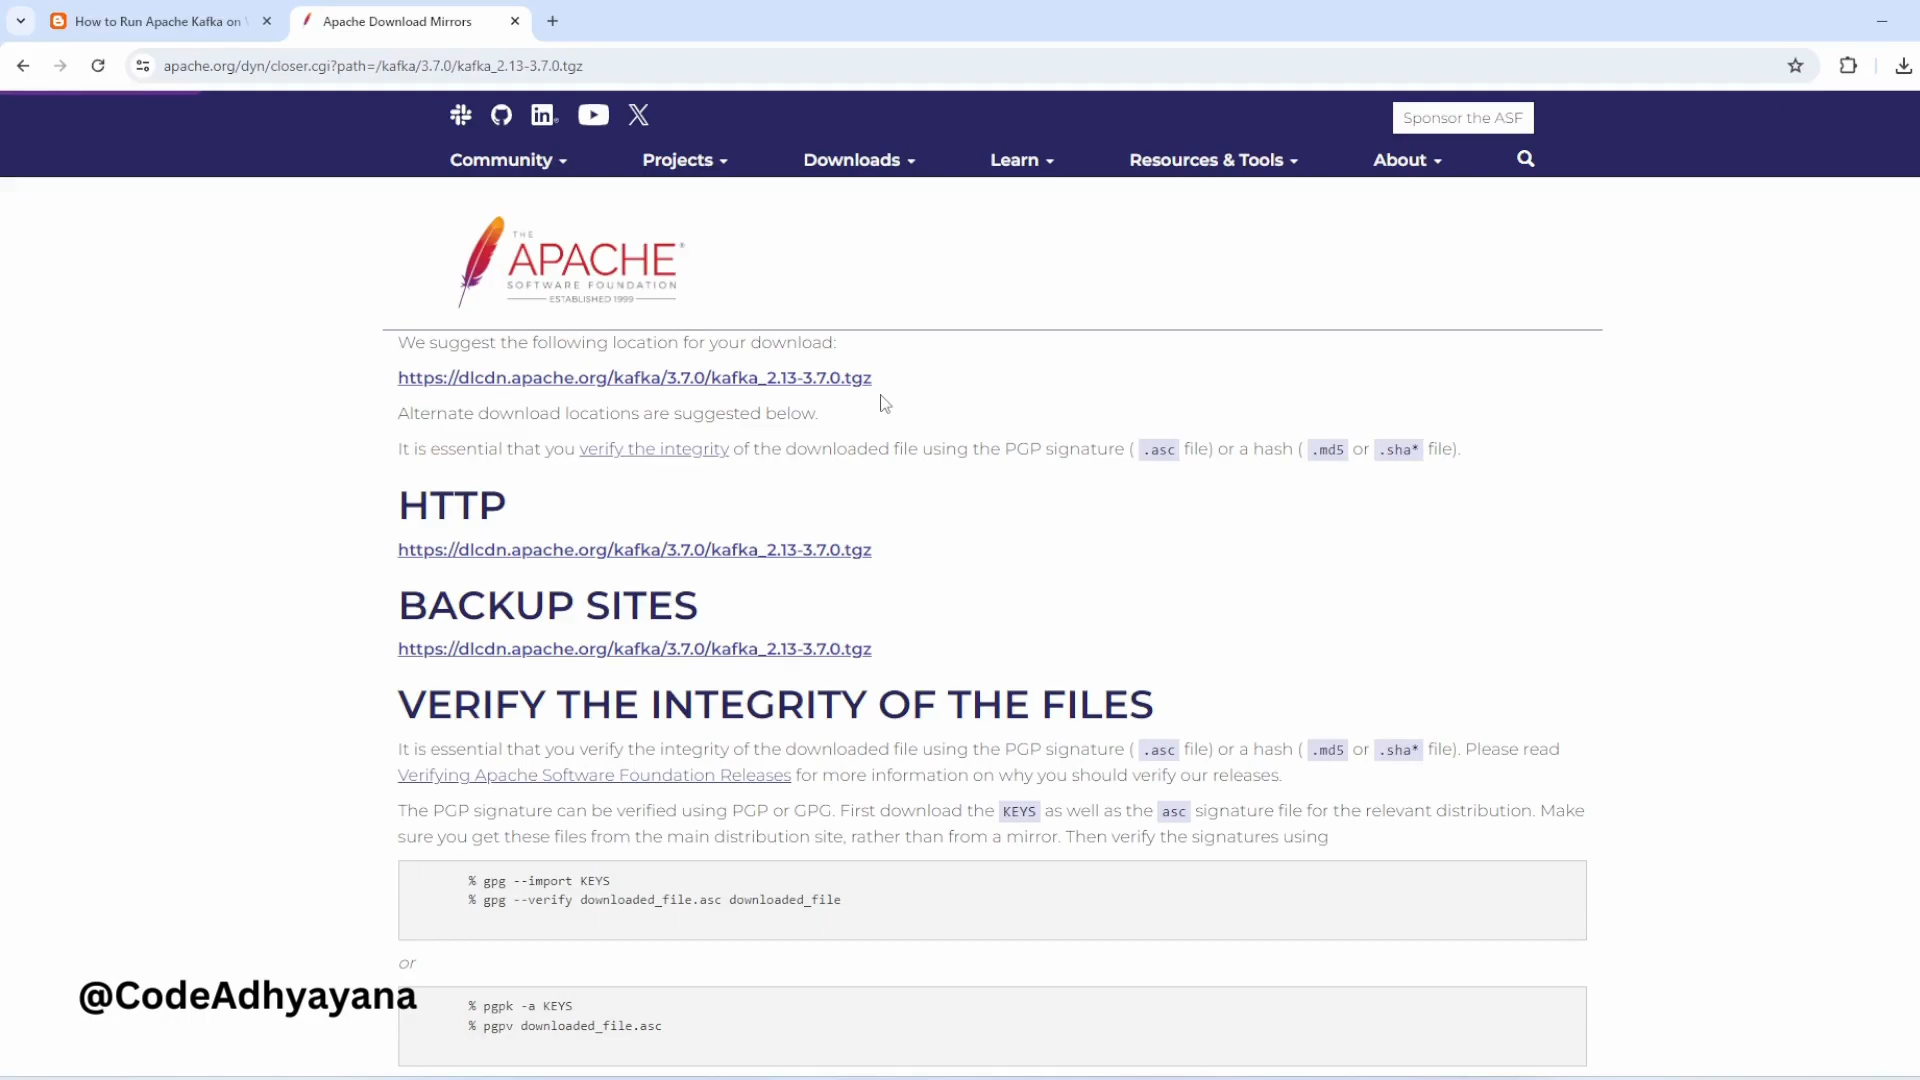 How to Run Apache Kafka on
Apache Download Mirrors
apache.org/dyn/closer.cgi?path=/kafka/3.7.0/kafka_2.13-3.7.0.tgz
Sponsor the ASF
Community Projects Downloads Learn Resources & Tools About
THE
APACHE®
SOFTWARE FOUNDATION
ESTABLISHED 1999
We suggest the following location for your download:
https://dlcdn.apache.org/kafka/3.7.0/kafka_2.13-3.7.0.tgz
Alternate download locations are suggested below.
It is essential that you verify the integrity of the downloaded file using the PGP signature ( .asc file) or a hash ( .md5 or .sha* file).
HTTP
https://dlcdn.apache.org/kafka/3.7.0/kafka_2.13-3.7.0.tgz
BACKUP SITES
https://dlcdn.apache.org/kafka/3.7.0/kafka_2.13-3.7.0.tgz
VERIFY THE INTEGRITY OF THE FILES
It is essential that you verify the integrity of the downloaded file using the PGP signature ( .asc file) or a hash ( .md5 or .sha* file). Please read
Verifying Apache Software Foundation Releases for more information on why you should verify our releases.
The PGP signature can be verified using PGP or GPG. First download the KEYS as well as the asc signature file for the relevant distribution. Make
sure you get these files from the main distribution site, rather than from a mirror. Then verify the signatures using
% gpg --import KEYS
% gpg --verify downloaded_file.asc downloaded_file
or
@CodeAdhyayana
% pgpk -a KEYS
% pgpv downloaded_file.asc